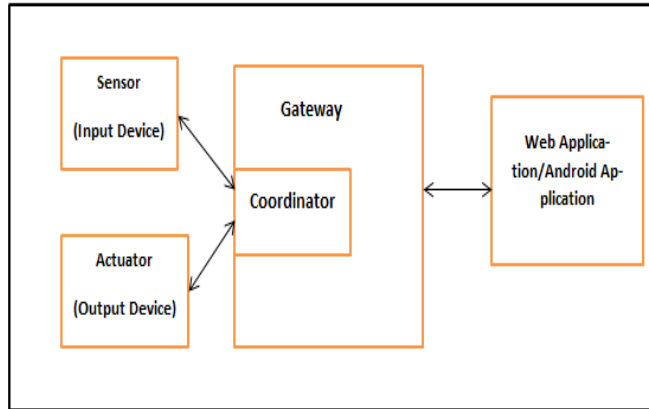 Sensor
(Input Device)
Gateway
Coordinator
Actuator
(Output Device)
Web Applica-
tion/Android Ap-
plication